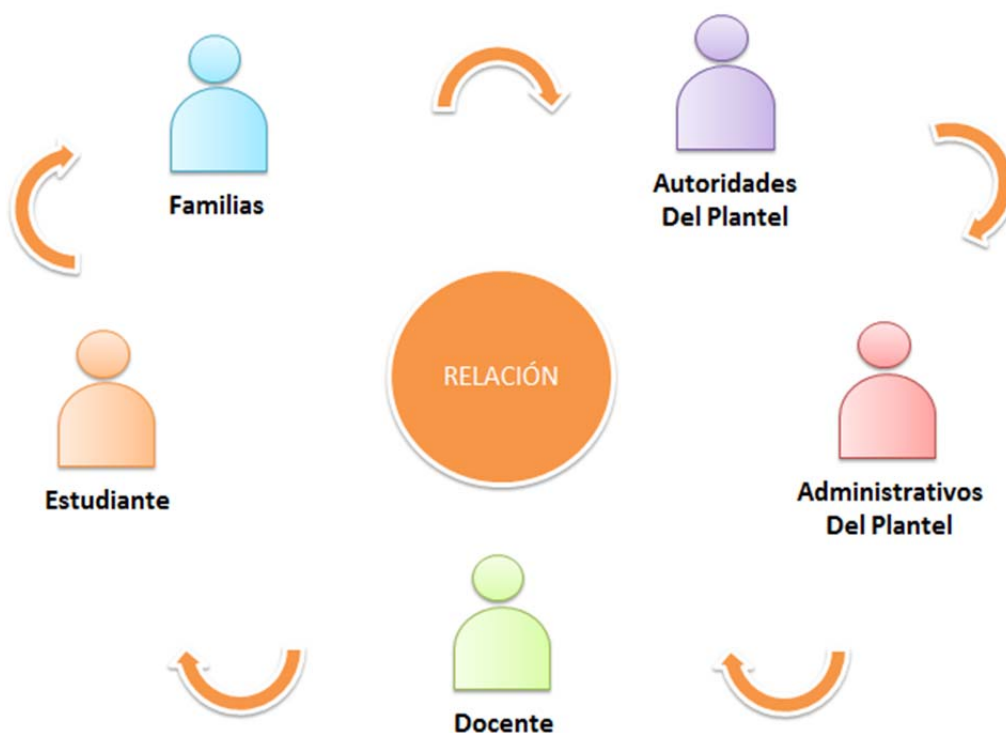 Familias
Autoridades
Del Plantel
RELACIÓN
Estudiante
Administrativos
Del Plantel
Docente